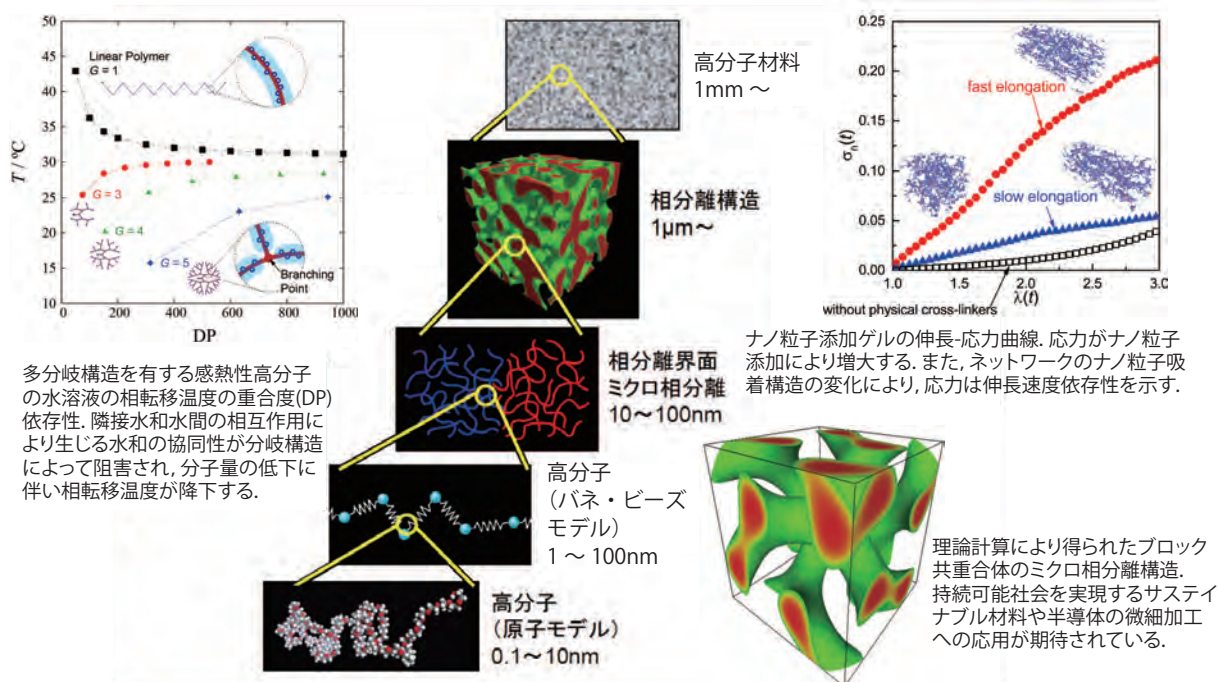 50
45
40
35
30
25
20
15
10
T / ºC
0
200
400
600
800
1000
DP
Linear Polymer
G = 1
G = 3
G = 4
G = 5
Branching
Point
多分岐構造を有する感熱性高分子
の水溶液の相転移温度の重合度(DP)
依存性. 隣接水和水間の相互作用に
より生じる水和の協同性が分岐構造
によって阻害され, 分子量の低下に
伴い相転移温度が降下する.
高分子材料
1mm ～
相分離構造
1μm～
相分離界面
ミクロ相分離
10～100nm
高分子
（バネ・ビーズ
モデル）
1 ～ 100nm
高分子
（原子モデル）
0.1～10nm
0.25
0.20
0.15
0.10
0.05
0.00
σn(t)
1.0
1.5
2.0
2.5
3.0
λ(t)
fast elongation
slow elongation
without physical cross-linkers
ナノ粒子添加ゲルの伸長-応力曲線. 応力がナノ粒子
添加により増大する. また, ネットワークのナノ粒子吸
着構造の変化により, 応力は伸長速度依存性を示す.
理論計算により得られたブロック
共重合体のミクロ相分離構造.
持続可能社会を実現するサステイ
ナブル材料や半導体の微細加工
への応用が期待されている.